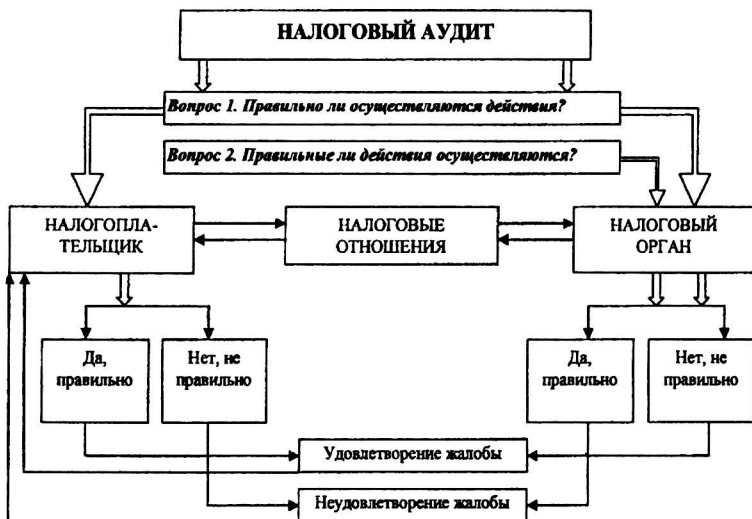 НАЛОГОВЫЙ АУДИТ
Вопрос 1. Правильно ли осуществляются действия?
Вопрос 2. Правильные ли действия осуществляются?
НАЛОГОПЛА-
ТЕЛЬЩИК
НАЛОГОВЫЕ
ОТНОШЕНИЯ
НАЛОГОВЫЙ
ОРГАН
Да,
правильно
Нет, не
правильно
Да,
правильно
Нет, не
правильно
Удовлетворение жалобы
Неудовлетворение жалобы